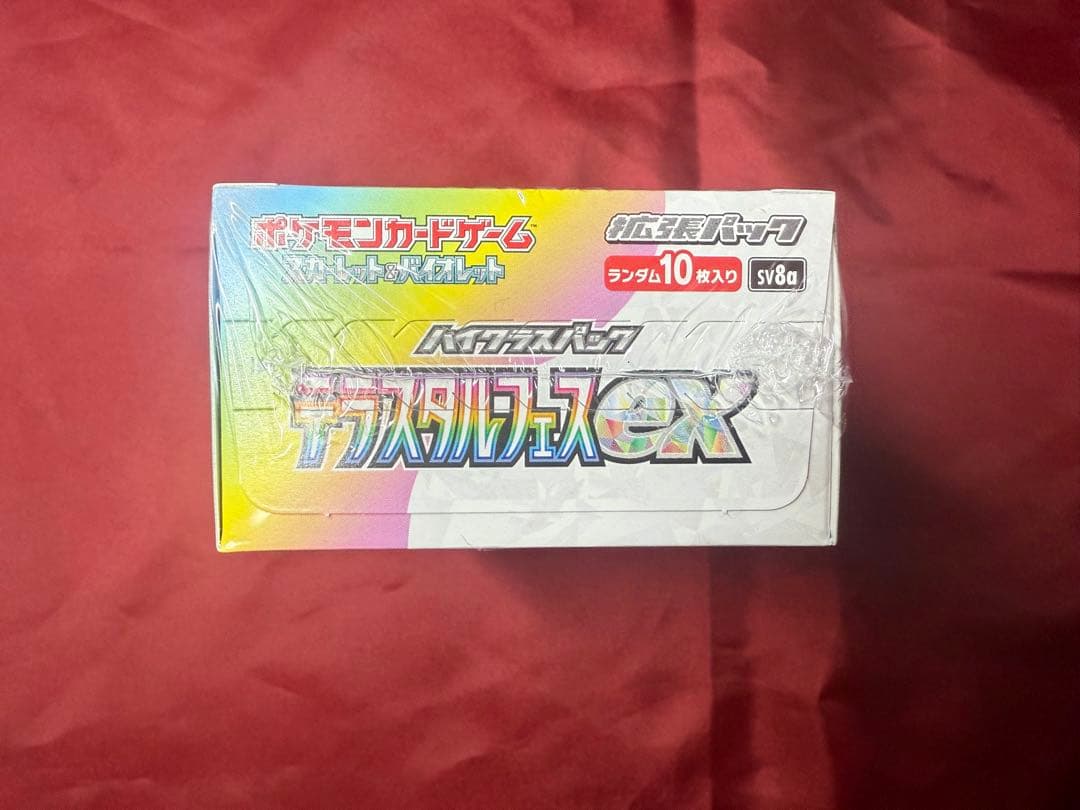 ポケモンカードゲーム™
スカーレット&バイオレット
拡張パック
ランダム10枚入り SV8a
ハイクラスパック
テラスタルフェスex